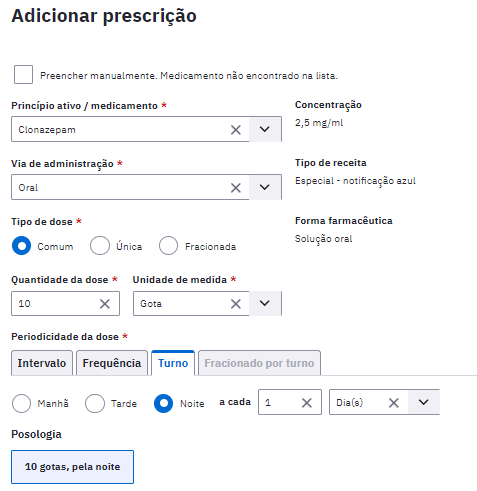 Adicionar prescrição
Preencher manualmente. Medicamento não encontrado na lista.
Princípio ativo / medicamento *
Clonazepam
Concentração
2,5 mg/ml
Via de administração *
Oral
Tipo de receita
Especial - notificação azul
Tipo de dose *
Comum Única Fracionada
Forma farmacêutica
Solução oral
Quantidade da dose * Unidade de medida *
10 Gota
Periodicidade da dose *
Intervalo Frequência Turno Fracionado por turno
Manhã Tarde Noite a cada 1 Dia(s)
Posologia
10 gotas, pela noite